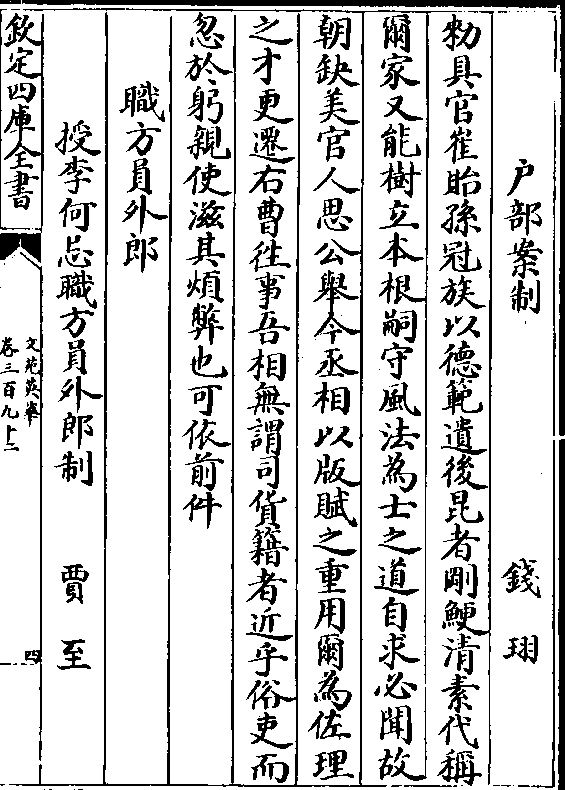 户部案制　錢珝
勑具官崔昭孫冠族以德範遺後昆者剛鯁清素代稱
爾家又能樹立本根嗣守風法為士之道自求必聞故
朝缺美官人思公舉今丞相以版賦之重用爾為佐理
之才更遷右曹往事吾相無謂司貨籍者近乎俗吏而
忽於躬親使滋其煩弊也可依前件
職方員外郎
授李何忌職方員外郎制　賈至
欽定四庫全書
文苑英華
卷三百九十二
四